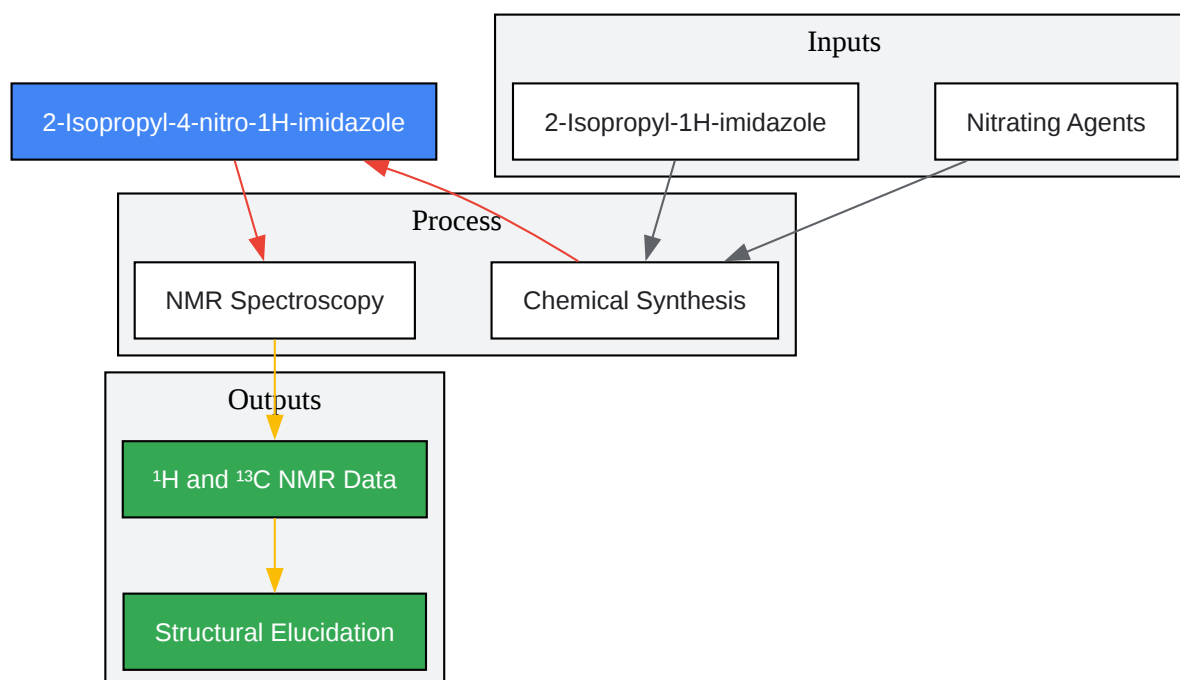 Inputs
2-Isopropyl-4-nitro-1H-imidazole
2-Isopropyl-1H-imidazole
Nitrating Agents
Process
NMR Spectroscopy
Chemical Synthesis
Outputs
¹H and ¹³C NMR Data
Structural Elucidation